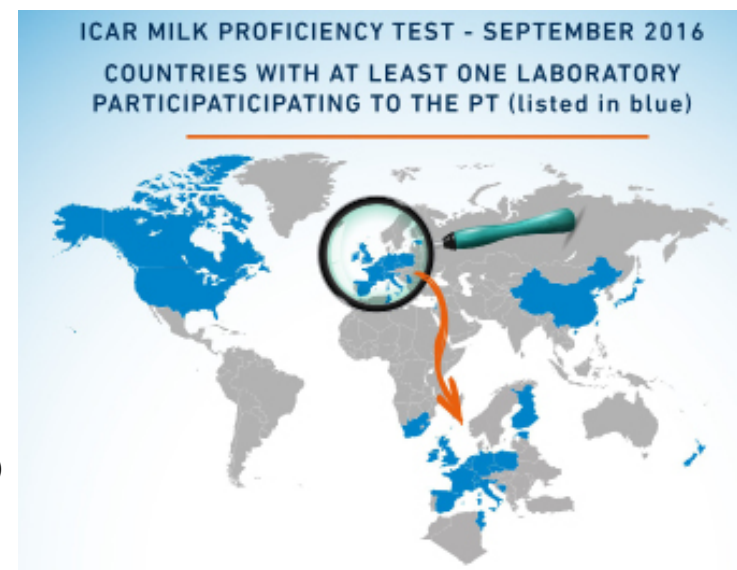 ICAR MILK PROFICIENCY TEST - SEPTEMBER 2016
COUNTRIES WITH AT LEAST ONE LABORATORY
PARTICIPATICIPATING TO THE PT (listed in blue)
)